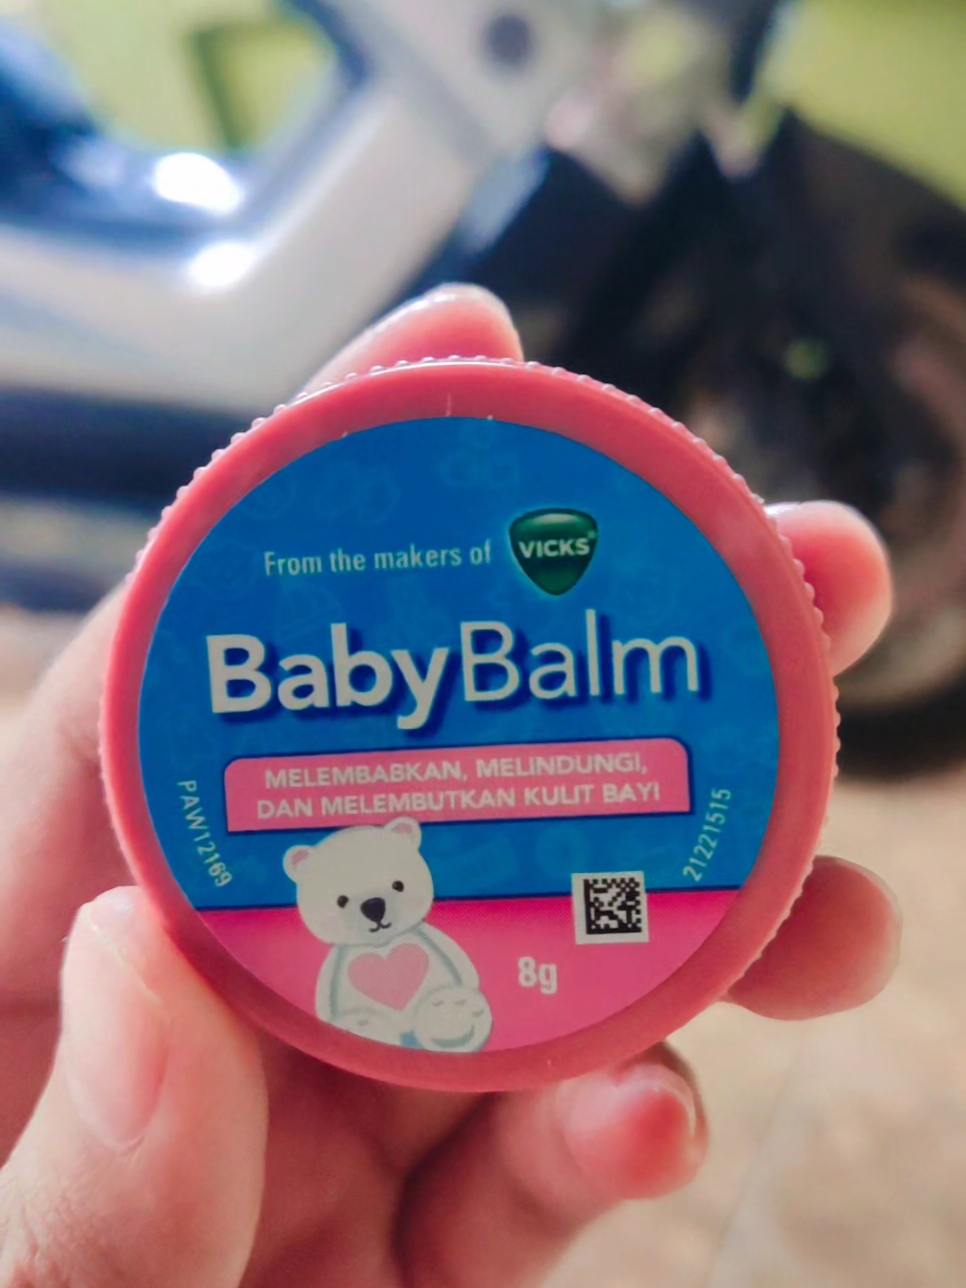 From the makers of VICKS
BabyBalm
MELEMBABKAN, MELINDUNGI,
DAN MELEMBUTKAN KULIT BAYI
PAW12169
21221515
8g